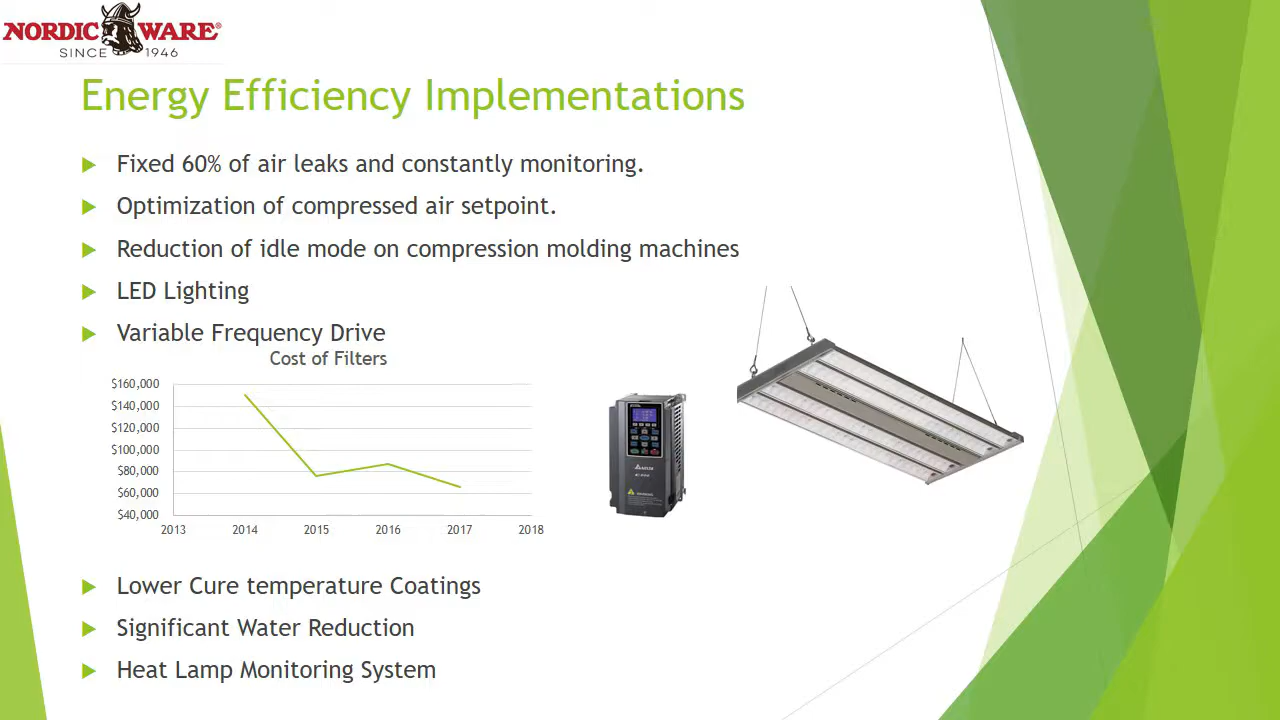 NORDIC WARE®
SINCE 1946
Energy Efficiency Implementations
Fixed 60% of air leaks and constantly monitoring.
Optimization of compressed air setpoint.
Reduction of idle mode on compression molding machines
LED Lighting
Variable Frequency Drive
Cost of Filters
$160,000
$140,000
$120,000
$100,000
$80,000
$60,000
$40,000
2013 2014 2015 2016 2017 2018
Lower Cure temperature Coatings
Significant Water Reduction
Heat Lamp Monitoring System